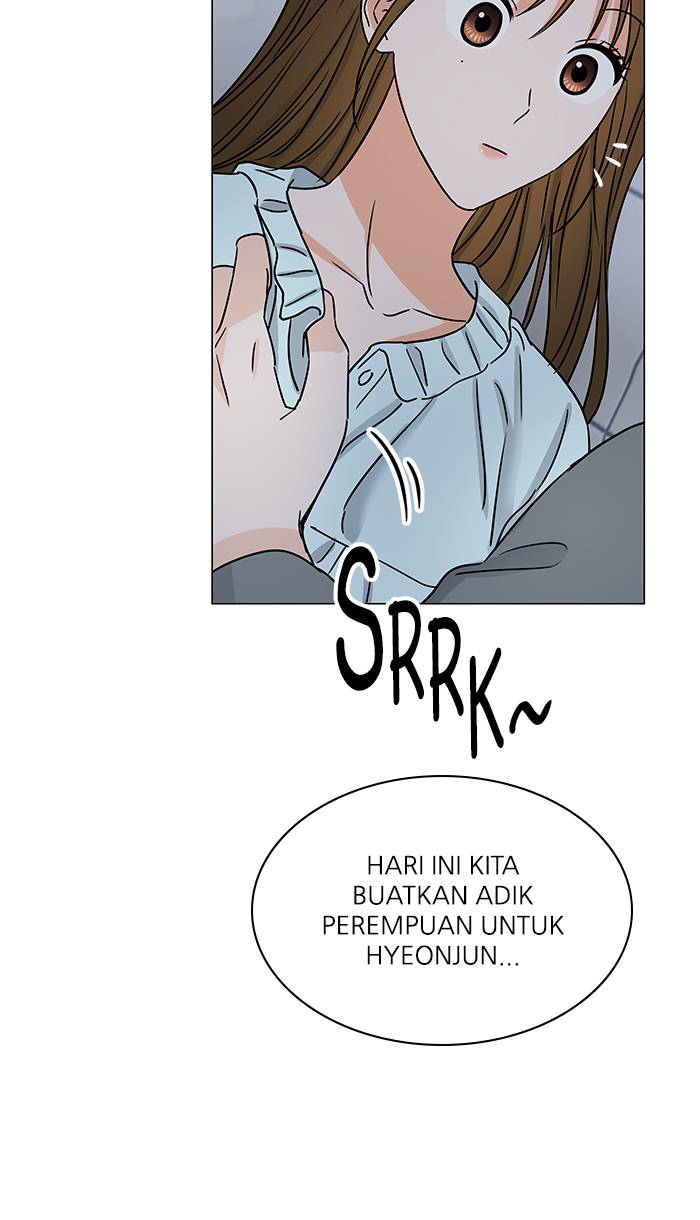 SRRK~
HARI INI KITA
BUATKAN ADIK
PEREMPUAN UNTUK
HYEONJUN...